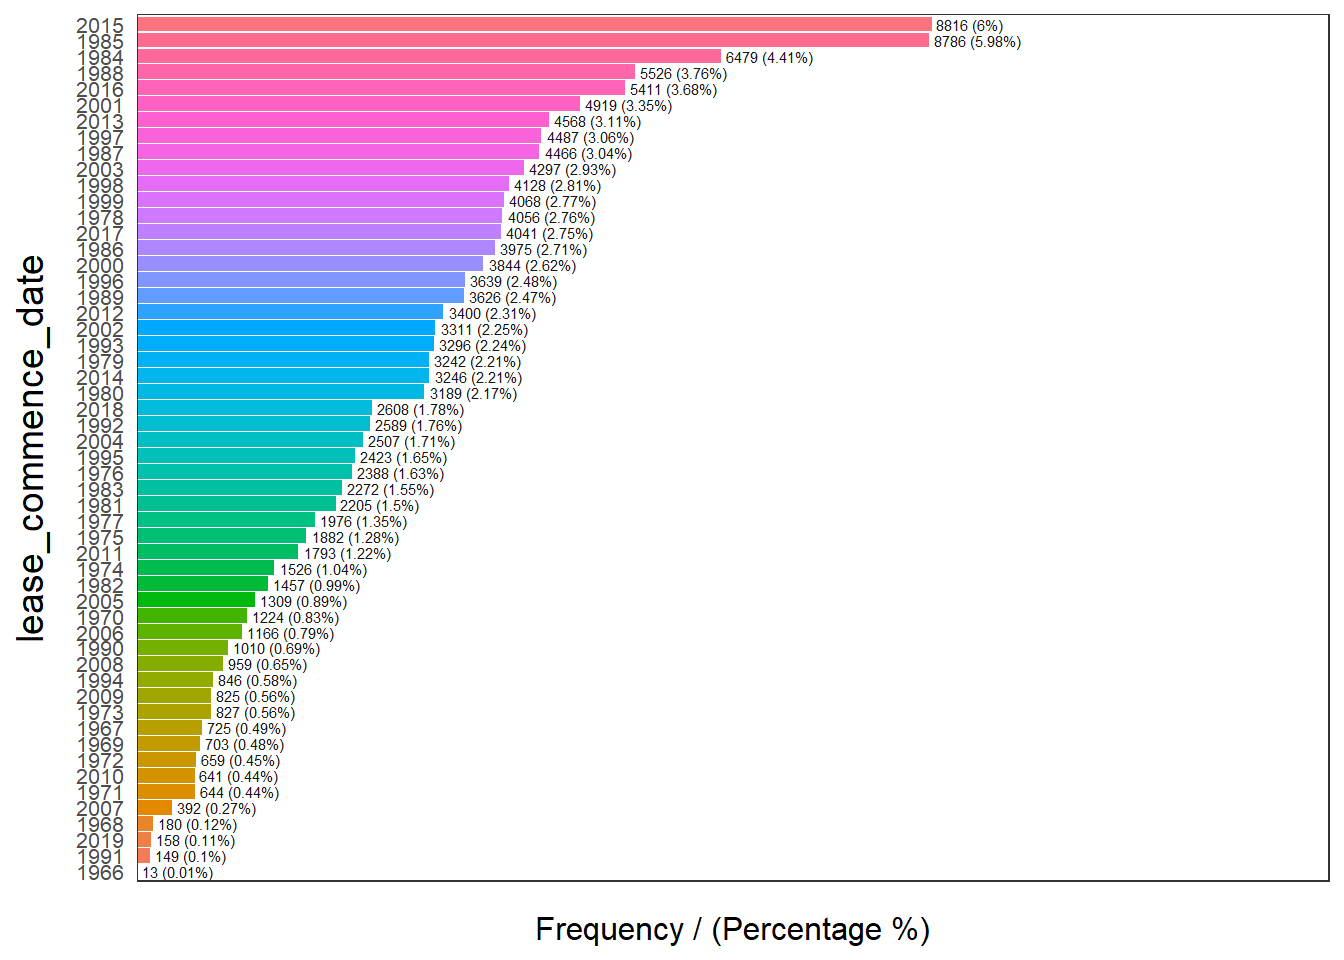 lease_commence_date
2015 8816 (6%)
1985 8786 (5.98%)
1984 6479 (4.41%)
1988 5526 (3.76%)
2016 5411 (3.68%)
2001 4919 (3.35%)
2013 4568 (3.11%)
1997 4487 (3.06%)
1987 4466 (3.04%)
2003 4297 (2.93%)
1998 4128 (2.81%)
1999 4068 (2.77%)
1978 4056 (2.76%)
2017 4041 (2.75%)
1986 3975 (2.71%)
2000 3844 (2.62%)
1996 3639 (2.48%)
1989 3626 (2.47%)
2012 3400 (2.31%)
2002 3311 (2.25%)
1993 3296 (2.24%)
1979 3242 (2.21%)
2014 3246 (2.21%)
1980 3189 (2.17%)
2018 2608 (1.78%)
1992 2589 (1.76%)
2004 2507 (1.71%)
1995 2423 (1.65%)
1976 2388 (1.63%)
1983 2272 (1.55%)
1981 2205 (1.5%)
1977 1976 (1.35%)
1975 1882 (1.28%)
2011 1793 (1.22%)
1974 1526 (1.04%)
1982 1457 (0.99%)
2005 1309 (0.89%)
1970 1224 (0.83%)
2006 1166 (0.79%)
1990 1010 (0.69%)
2008 959 (0.65%)
1994 846 (0.58%)
2009 825 (0.56%)
1973 827 (0.56%)
1967 725 (0.49%)
1969 703 (0.48%)
1972 659 (0.45%)
2010 641 (0.44%)
1971 644 (0.44%)
2007 392 (0.27%)
1968 180 (0.12%)
2019 158 (0.11%)
1991 149 (0.1%)
1966 13 (0.01%)
Frequency / (Percentage %)